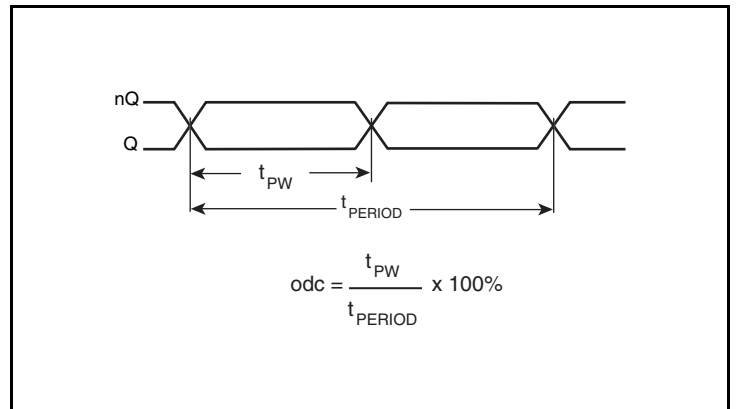 nQ
Q
tPW
tPERIOD
odc = tPW / tPERIOD x 100%